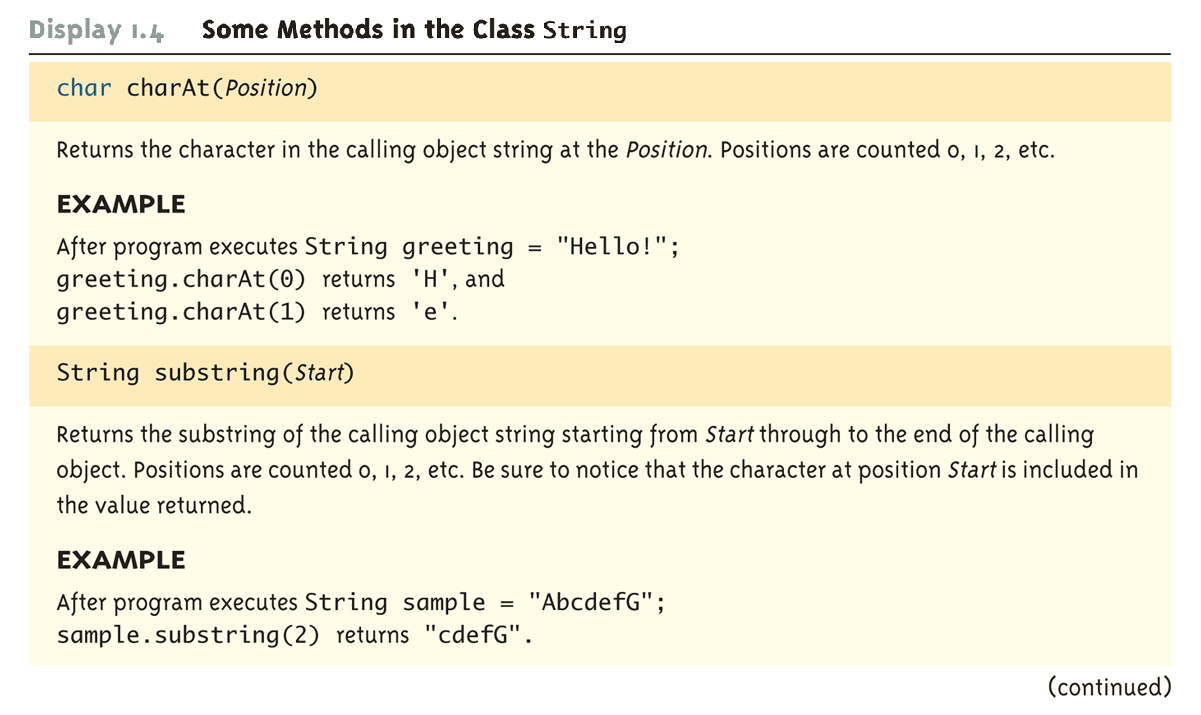 Display 1.4 Some Methods in the Class String
char charAt(Position)
Returns the character in the calling object string at the Position. Positions are counted 0, 1, 2, etc.
EXAMPLE
After program executes String greeting = "Hello!";
greeting.charAt(0) returns 'H', and
greeting.charAt(1) returns 'e'.
String substring(Start)
Returns the substring of the calling object string starting from Start through to the end of the calling
object. Positions are counted 0, 1, 2, etc. Be sure to notice that the character at position Start is included in
the value returned.
EXAMPLE
After program executes String sample = "AbcdefG";
sample.substring(2) returns "cdefG".
(continued)